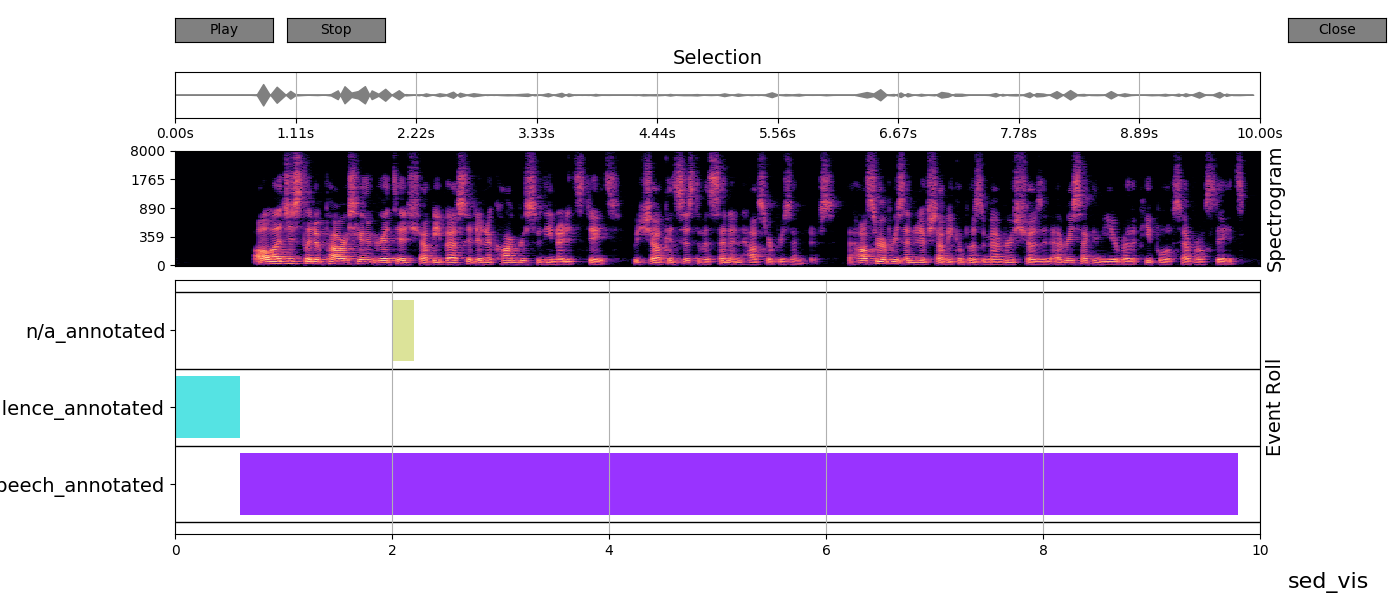 Play Stop Close
Selection
0.00s 1.11s 2.22s 3.33s 4.44s 5.56s 6.67s 7.78s 8.89s 10.00s
8000
1765
890
359
0
Spectrogram
n/a_annotated
lence_annotated
peech_annotated
Event Roll
0 2 4 6 8 10
sed_vis